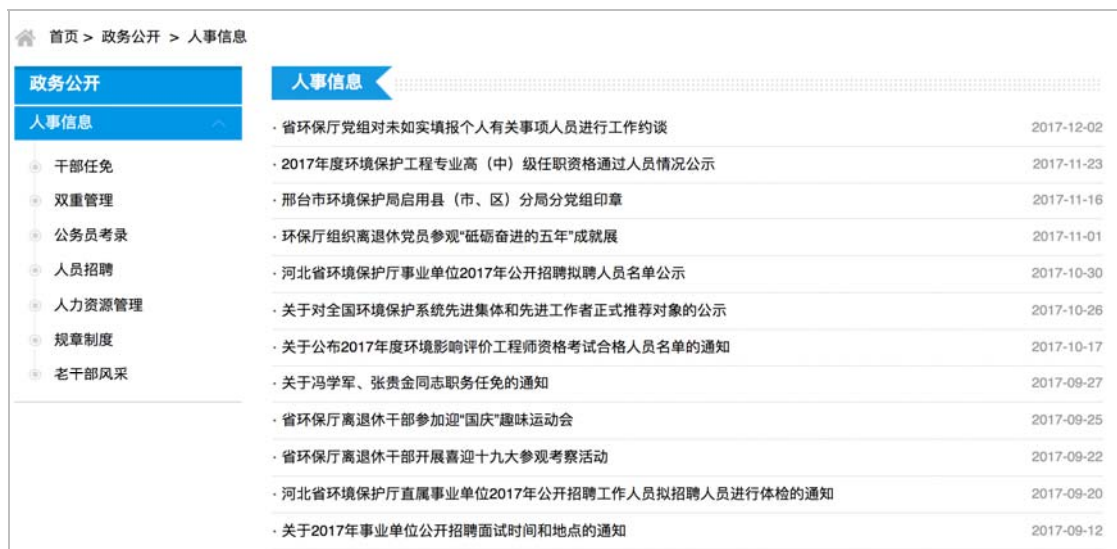 首页 > 政务公开 > 人事信息
政务公开
人事信息
干部任免
双重管理
公务员考录
人员招聘
人力资源管理
规章制度
老干部风采
人事信息
· 省环保厅党组对未如实填报个人有关事项人员进行工作约谈 2017-12-02
· 2017年度环境保护工程专业高（中）级任职资格通过人员情况公示 2017-11-23
· 邢台市环境保护局启用县（市、区）分局分党组印章 2017-11-16
· 环保厅组织离退休党员参观“砥砺奋进的五年”成就展 2017-11-01
· 河北省环境保护厅事业单位2017年公开招聘拟聘人员名单公示 2017-10-30
· 关于对全国环境保护系统先进集体和先进工作者正式推荐对象的公示 2017-10-26
· 关于公布2017年度环境影响评价工程师资格考试合格人员名单的通知 2017-10-17
· 关于冯学军、张贵金同志职务任免的通知 2017-09-27
· 省环保厅离退休干部参加迎“国庆”趣味运动会 2017-09-25
· 省环保厅离退休干部开展喜迎十九大参观考察活动 2017-09-22
· 河北省环境保护厅直属事业单位2017年公开招聘工作人员拟招聘人员进行体检的通知 2017-09-20
· 关于2017年事业单位公开招聘面试时间和地点的通知 2017-09-12